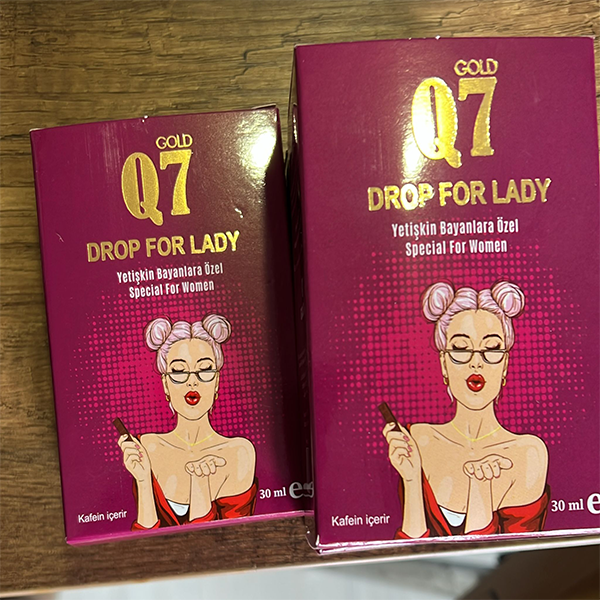 GOLD
Q7
DROP FOR LADY
Yetişkin Bayanlara Özel
Special For Women
Kafein içerir
30 ml e
GOLD
Q7
DROP FOR LADY
Yetişkin Bayanlara Özel
Special For Women
Kafein içerir
30 ml e